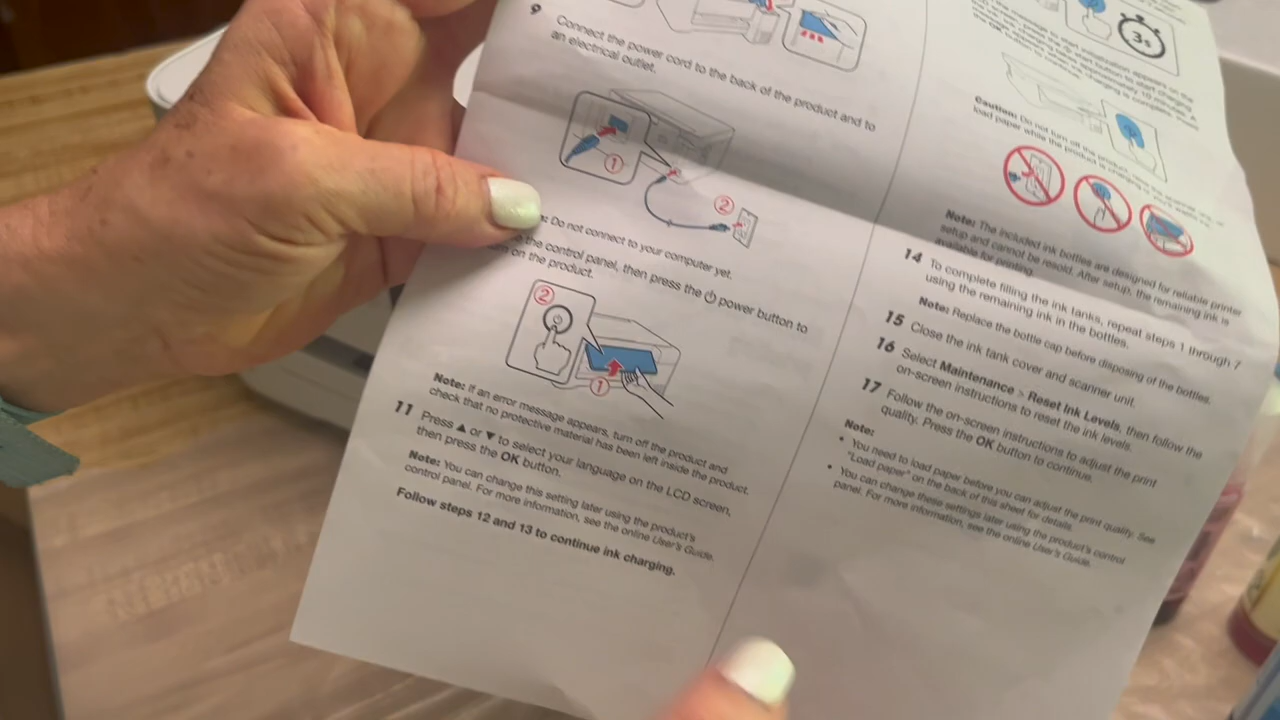 9 Connect the power cord to the back of the product and to
an electrical outlet.
1
2
Do not connect to your computer yet.
the control panel, then press the power button to
on the product.
2
1
Note: If an error message appears, turn off the product and
check that no protective material has been left inside the product.
11 Press ▲ or ▼ to select your language on the LCD screen,
then press the OK button.
Note: You can change this setting later using the product's
control panel. For more information, see the online User's Guide.
Follow steps 12 and 13 to continue ink charging.
3s
Caution: Do not turn off the product,
load paper while the product is charging
Note: The included ink bottles are designed for reliable printer
setup and cannot be resold. After setup, the remaining ink is
available for printing.
14 To complete filling the ink tanks, repeat steps 1 through 7
using the remaining ink in the bottles.
Note: Replace the bottle cap before disposing of the bottles.
15 Close the ink tank cover and scanner unit.
16 Select Maintenance > Reset Ink Levels, then follow the
on-screen instructions to reset the ink levels.
17 Follow the on-screen instructions to adjust the print
quality. Press the OK button to continue.
Note:
• You need to load paper before you can adjust the print quality. See
"Load paper" on the back of this sheet for details.
• You can change these settings later using the product's control
panel. For more information, see the online User's Guide.